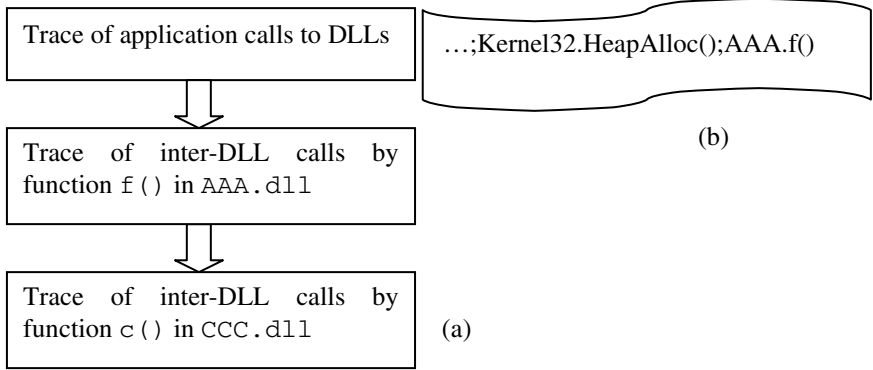 Trace of application calls to DLLs
…;Kernel32.HeapAlloc();AAA.f()
(b)
Trace of inter-DLL calls by
function f() in AAA.dll
Trace of inter-DLL calls by
function c() in CCC.dll
(a)